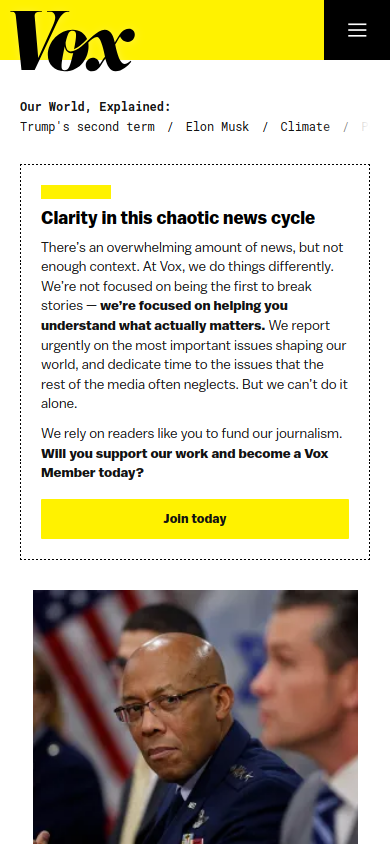 Vox
Our World, Explained:
Trump's second term / Elon Musk / Climate /
Clarity in this chaotic news cycle
There's an overwhelming amount of news, but not
enough context. At Vox, we do things differently.
We're not focused on being the first to break
stories — we're focused on helping you
understand what actually matters. We report
urgently on the most important issues shaping our
world, and dedicate time to the issues that the
rest of the media often neglects. But we can't do it
alone.
We rely on readers like you to fund our journalism.
Will you support our work and become a Vox
Member today?
Join today